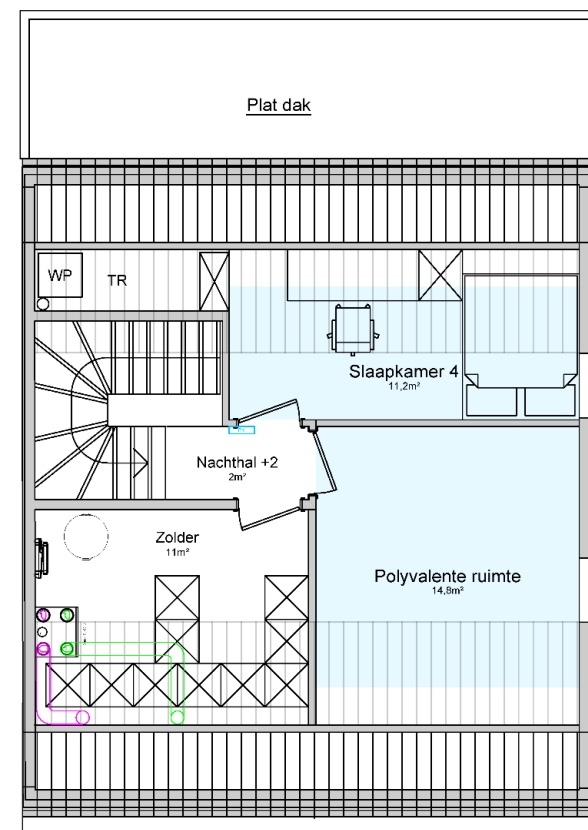 Plat dak
WP
TR
Slaapkamer 4
11,2m²
Nachthal +2
2m²
Zolder
11m²
Polyvalente ruimte
14,8m²